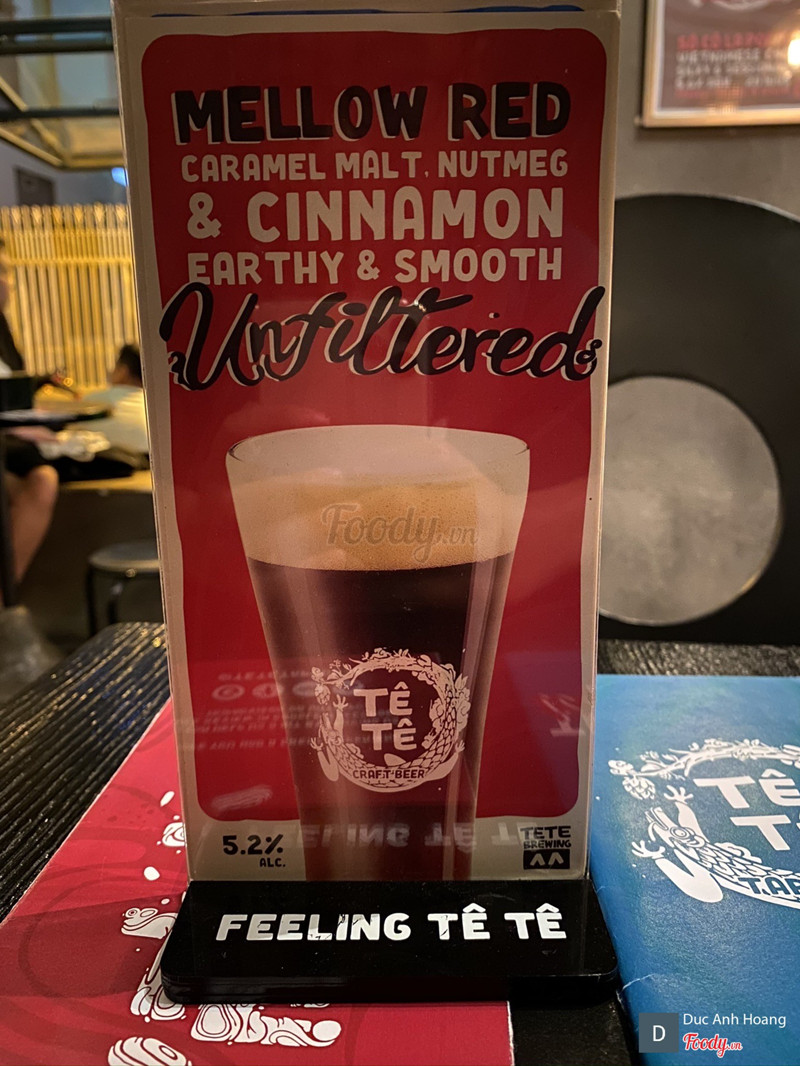 MELLOW RED
CARAMEL MALT, NUTMEG
& CINNAMON
EARTHY & SMOOTH
Unfiltered
Foody.vn
TÊ
TÊ
CRAFT BEER
5.2%
ALC.
TETE
BREWING
FEELING TÊ TÊ
TÊ
T
D
Duc Anh Hoang
Foody.vn